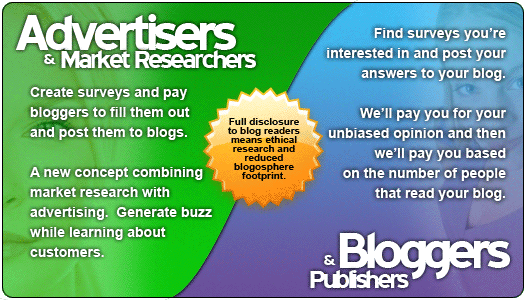 Advertisers
& Market Researchers
Create surveys and pay
bloggers to fill them out
and post them to blogs.
A new concept combining
market research with
advertising.  Generate buzz
while learning about
customers.
Full disclosure
to blog readers
means ethical
research and
reduced
blogosphere
footprint.
Find surveys you're
interested in and post your
answers to your blog.
We'll pay you for your
unbiased opinion and then
we'll pay you based
on the number of people
that read your blog.
& Bloggers
Publishers